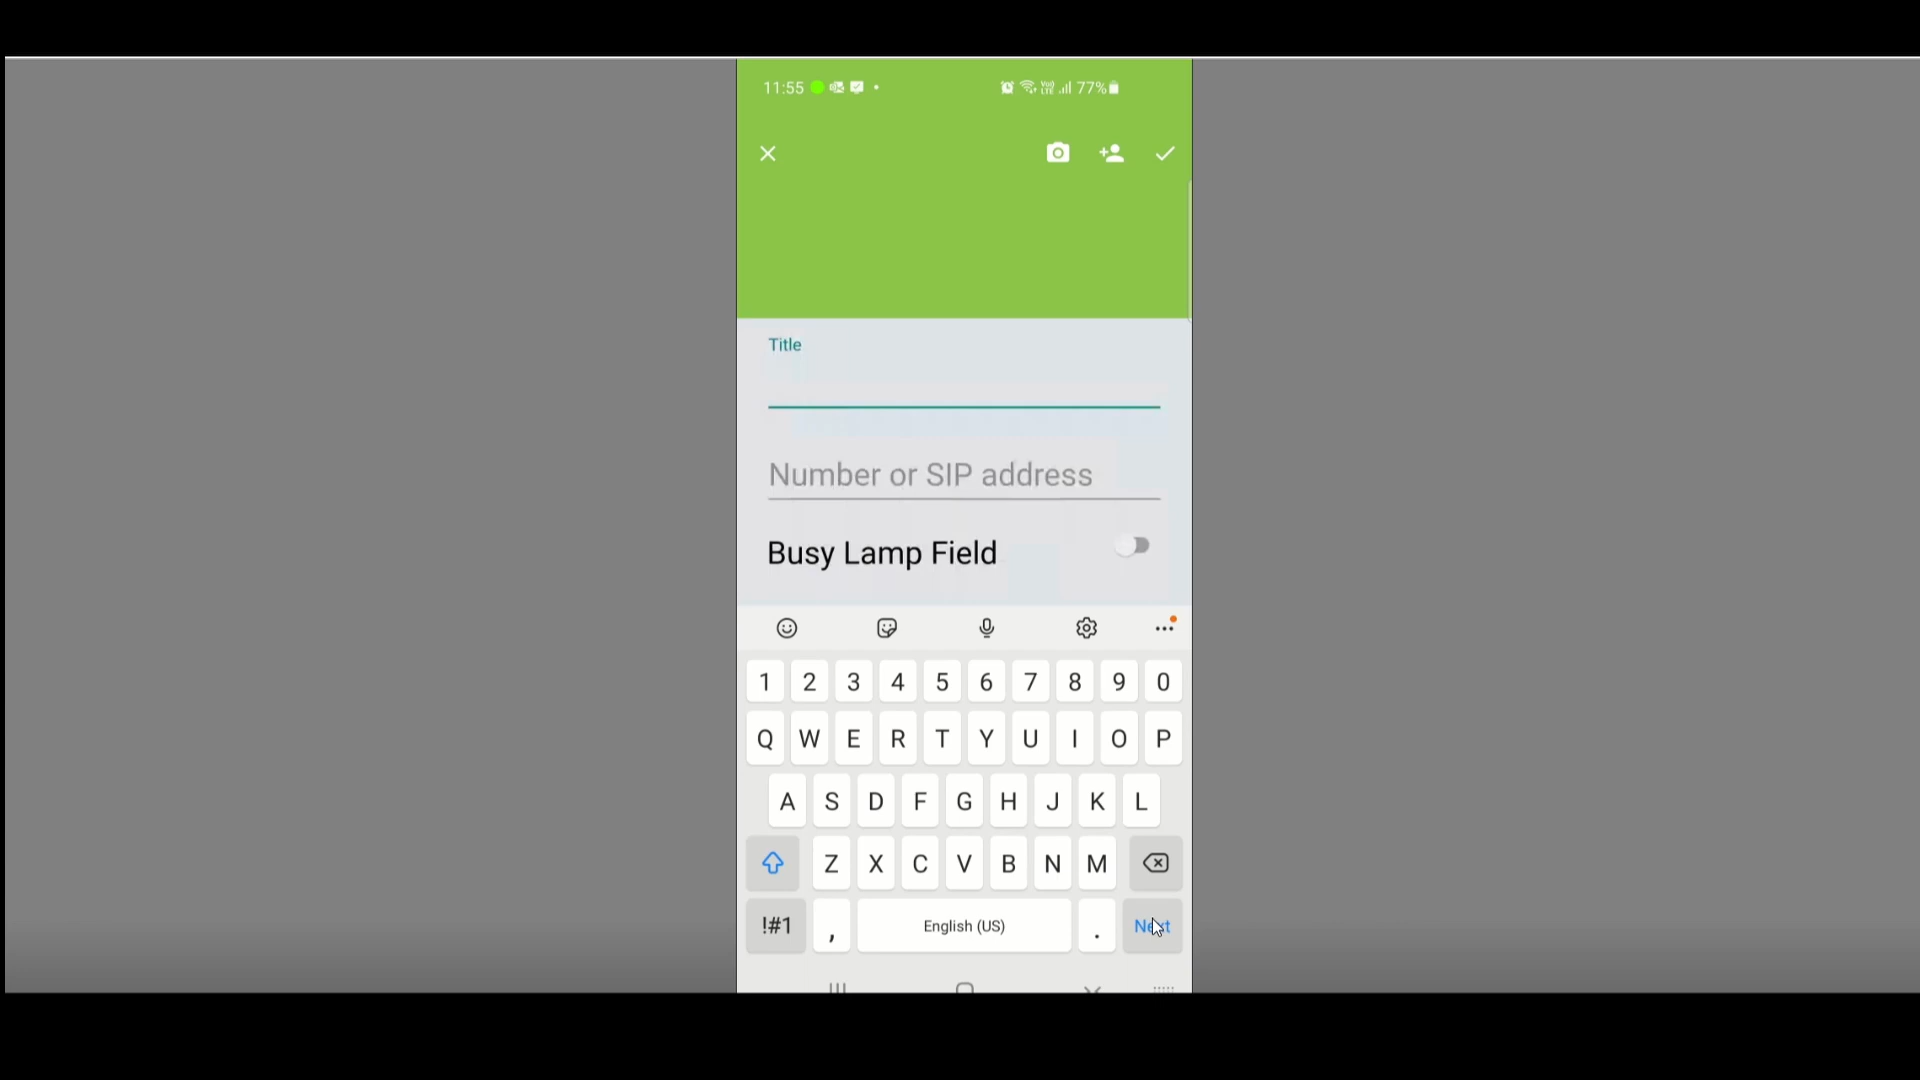 11:55 77%
Title
Number or SIP address
Busy Lamp Field
1 2 3 4 5 6 7 8 9 0
Q W E R T Y U I O P
A S D F G H J K L
Z X C V B N M
!#1 , English (US) . Next